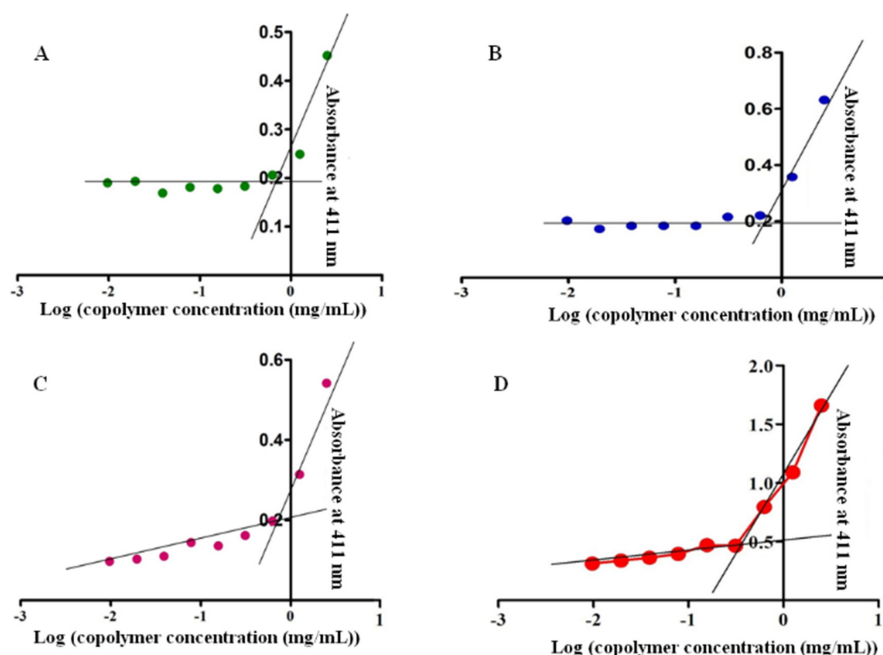 A
0.5
0.4
0.3
0.2
0.1
Absorbance at 411 nm
-3
-2
-1
0
1
Log (copolymer concentration (mg/mL))
B
0.8
0.6
0.4
0.2
Absorbance at 411 nm
-3
-2
-1
0
Log (copolymer concentration (mg/mL))
C
0.6
0.4
0.2
Absorbance at 411 nm
-3
-2
-1
0
1
Log (copolymer concentration (mg/mL))
D
2.0
1.5
1.0
0.5
Absorbance at 411 nm
-3
-2
-1
0
1
Log (copolymer concentration (mg/mL))